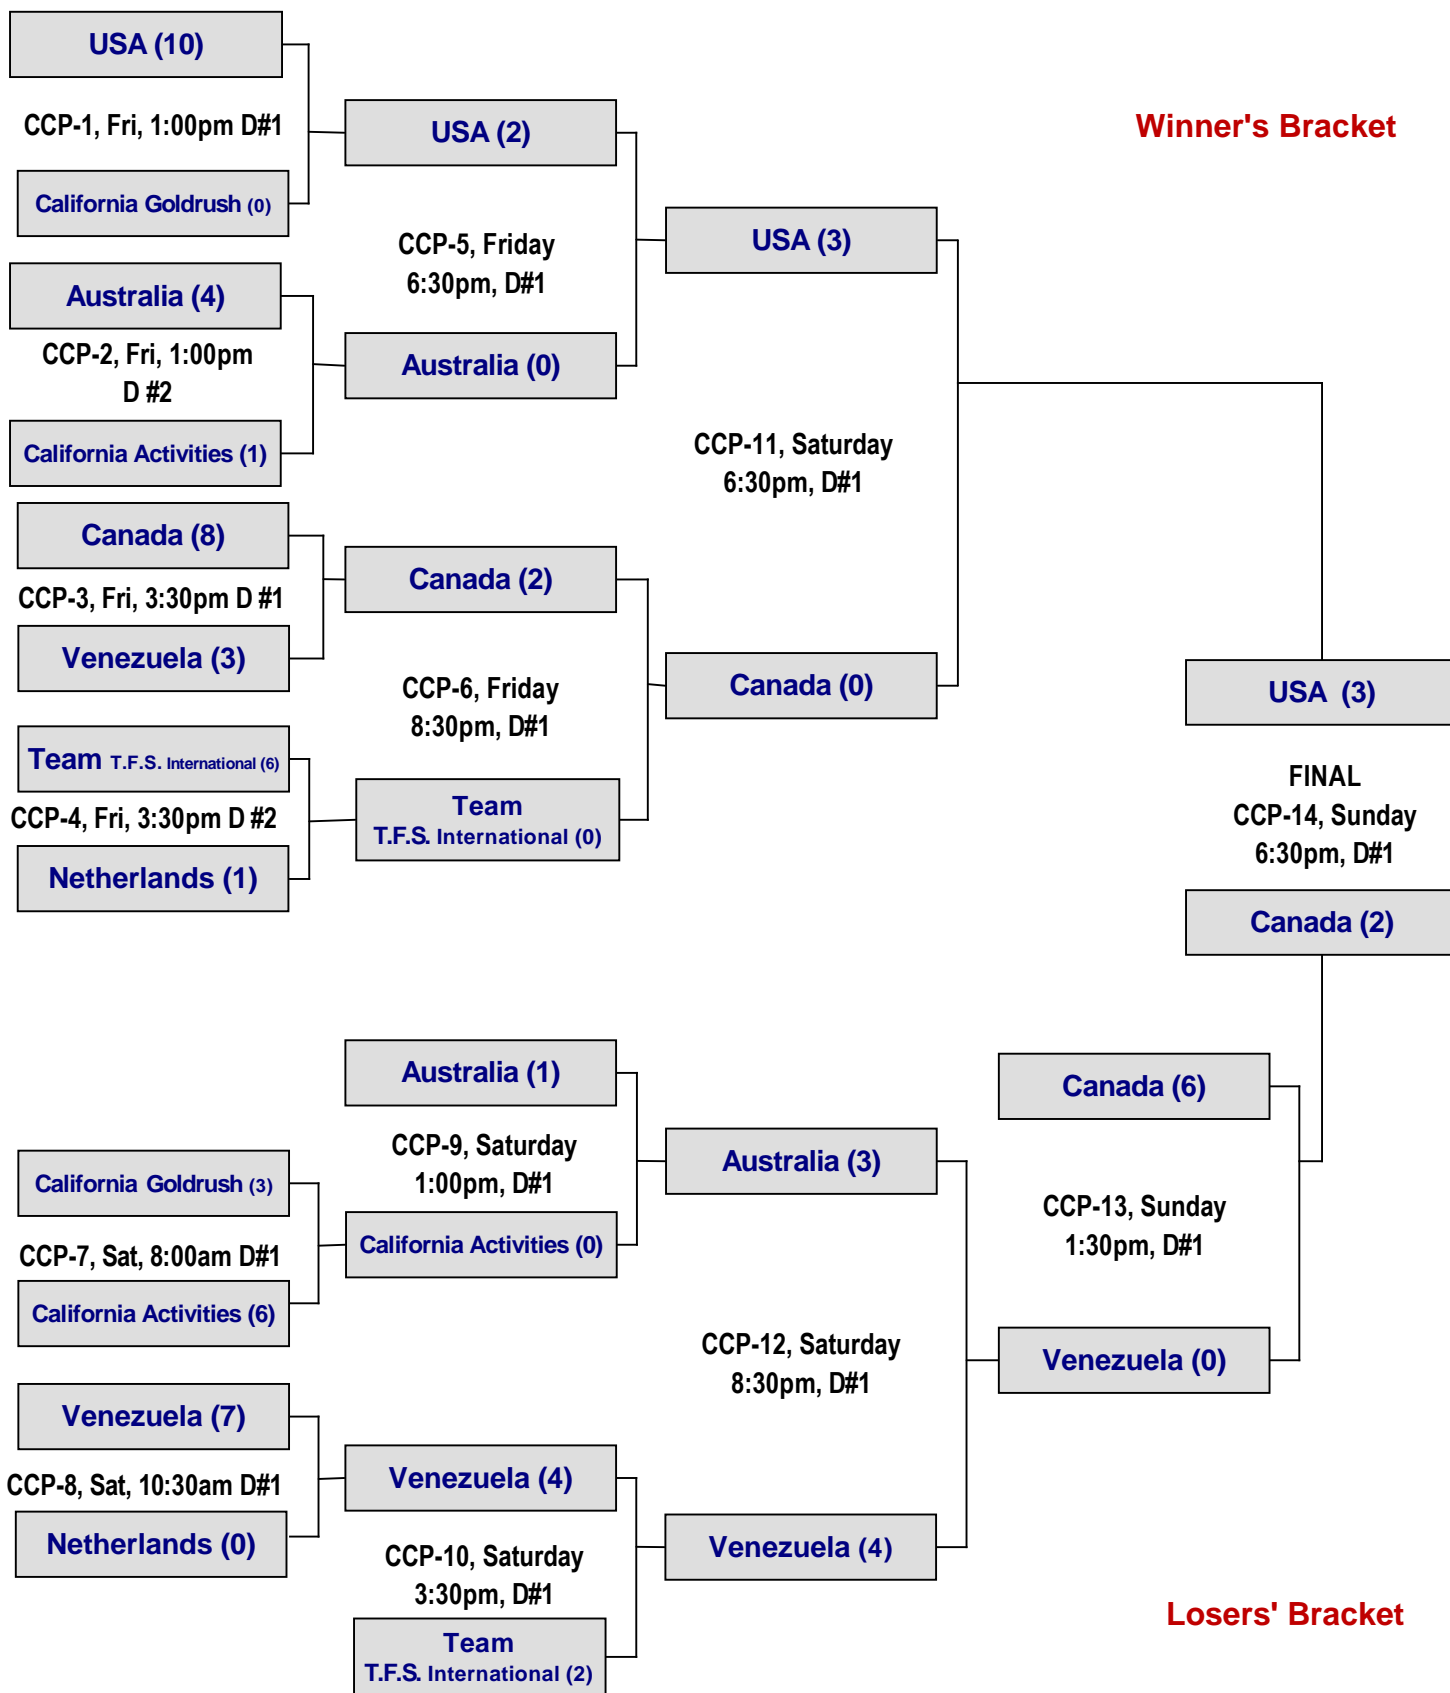 USA (10)
CCP-1, Fri, 1:00pm D#1
California Goldrush (0)
USA (2)
Winner's Bracket
CCP-5, Friday
6:30pm, D#1
USA (3)
Australia (4)
CCP-2, Fri, 1:00pm
D #2
California Activities (1)
Australia (0)
CCP-11, Saturday
6:30pm, D#1
Canada (8)
CCP-3, Fri, 3:30pm D #1
Venezuela (3)
Canada (2)
CCP-6, Friday
8:30pm, D#1
Canada (0)
Team T.F.S. International (6)
CCP-4, Fri, 3:30pm D #2
Netherlands (1)
Team
T.F.S. International (0)
USA (3)
FINAL
CCP-14, Sunday
6:30pm, D#1
Canada (2)
Australia (1)
CCP-9, Saturday
1:00pm, D#1
California Activities (0)
California Goldrush (3)
CCP-7, Sat, 8:00am D#1
California Activities (6)
Australia (3)
Canada (6)
CCP-13, Sunday
1:30pm, D#1
Venezuela (0)
CCP-12, Saturday
8:30pm, D#1
Venezuela (7)
CCP-8, Sat, 10:30am D#1
Netherlands (0)
Venezuela (4)
CCP-10, Saturday
3:30pm, D#1
Team
T.F.S. International (2)
Venezuela (4)
Losers' Bracket